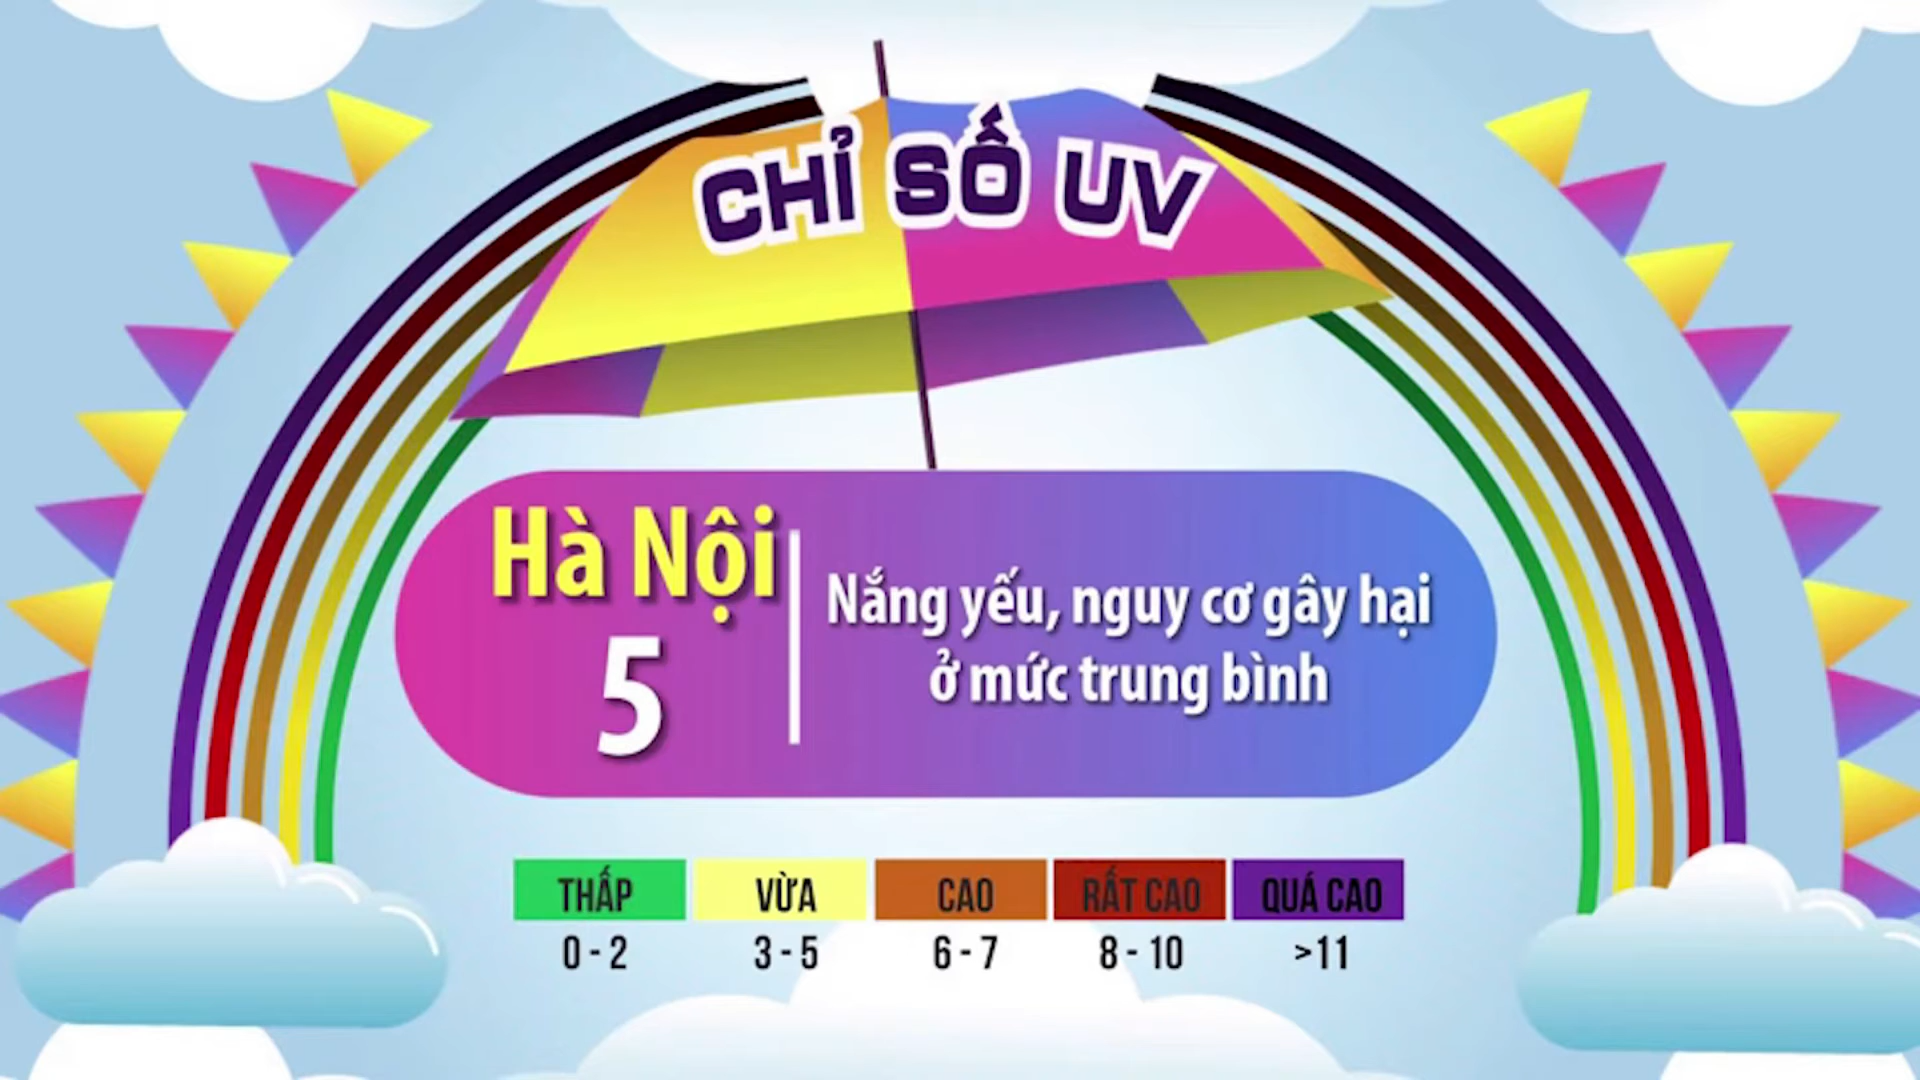 CHỈ SỐ UV
Hà Nội
5
Nắng yếu, nguy cơ gây hại
ở mức trung bình
THẤP VỪA CAO RẤT CAO QUÁ CAO
0 - 2 3 - 5 6 - 7 8 - 10 >11